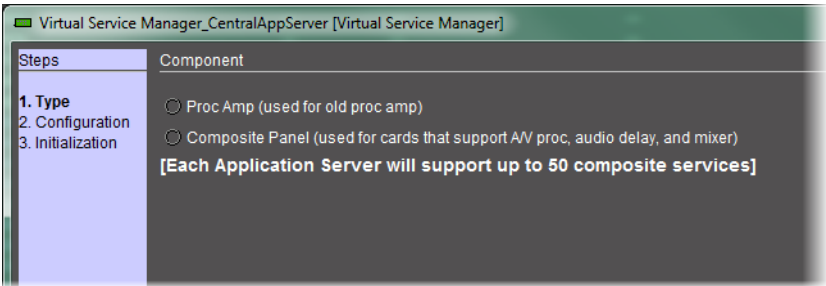 Virtual Service Manager_CentralAppServer [Virtual Service Manager]
Steps
Component
1. Type
2. Configuration
3. Initialization
Proc Amp (used for old proc amp)
Composite Panel (used for cards that support A/V proc, audio delay, and mixer)
[Each Application Server will support up to 50 composite services]